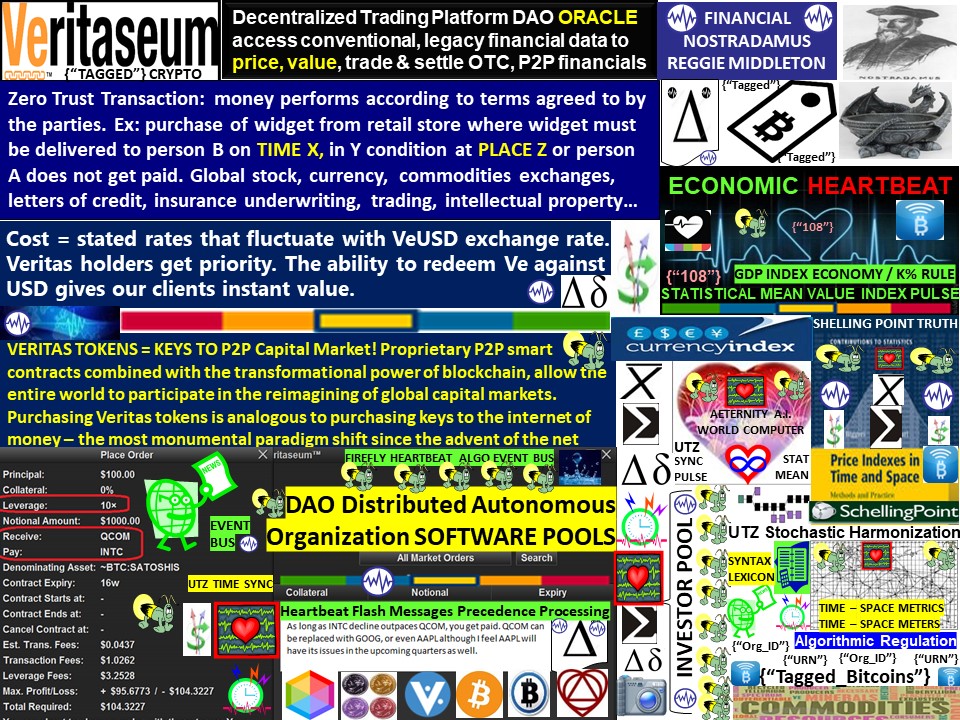 Veritaseum
{“TAGGED”} CRYPTO
Decentralized Trading Platform DAO ORACLE
access conventional, legacy financial data to
price, value, trade & settle OTC, P2P financials
FINANCIAL
NOSTRADAMUS
REGGIE MIDDLETON
NOSTRADAMUS
Zero Trust Transaction: money performs according to terms agreed to by
the parties. Ex: purchase of widget from retail store where widget must
be delivered to person B on TIME X, in Y condition at PLACE Z or person
A does not get paid. Global stock, currency, commodities exchanges,
letters of credit, insurance underwriting, trading, intellectual property...
{“Tagged”}
Δ
{“Tagged”}
ECONOMIC HEARTBEAT
{“108”}
{“108”}
GDP INDEX ECONOMY / K% RULE
STATISTICAL MEAN VALUE INDEX PULSE
Cost = stated rates that fluctuate with VeUSD exchange rate.
Veritas holders get priority. The ability to redeem Ve against
USD gives our clients instant value.
Δδ
VERITAS TOKENS = KEYS TO P2P Capital Market! Proprietary P2P smart
contracts combined with the transformational power of blockchain, allow the
entire world to participate in the reimagining of global capital markets.
Purchasing Veritas tokens is analogous to purchasing keys to the internet of
money – the most monumental paradigm shift since the advent of the net
£ $ € ¥
currencyindex
X
Σ
Δδ
AETERNITY A.I.
WORLD COMPUTER
UTZ
SYNC
PULSE
STAT
MEAN
SHELLING POINT TRUTH
CONTRIBUTIONS TO STATISTICS
X
Σ
Price Indexes in
Time and Space
Methods and Practice
SchellingPoint
Place Order
Principal: $100.00
Collateral: 0%
Leverage: 10×
Notional Amount: $1000.00
Receive: QCOM
Pay: INTC
Denominating Asset: ~BTC:SATOSHIS
Contract Expiry: 16w
Contract Starts at: -
Contract Ends at: -
Cancel Contract at: -
Est. Trans. Fees: $0.0437
Transaction Fees: $1.0262
Leverage Fees: $3.2528
Max. Profit/Loss: + $95.6773 / - $104.3227
Total Required: $104.3227
NEWS
EVENT
BUS
UTZ TIME SYNC
ritaseum™
FIREFLY HEARTBEAT ALGO EVENT BUS
DAO Distributed Autonomous
Organization SOFTWARE POOLS
All Market Orders
Search
Collateral
Notional
Expiry
Heartbeat Flash Messages Precedence Processing
As long as INTC decline outpaces QCOM, you get paid. QCOM can
be replaced with GOOG, or even AAPL although I feel AAPL will
have its issues in the upcoming quarters as well.
Δ
Σ
Δδ
INVESTOR POOL
UTZ Stochastic Harmonization
SYNTAX
LEXICON
TIME – SPACE METRICS
TIME – SPACE METERS
Algorithmic Regulation
{“Org_ID”}
{“URN”}
{“Org_ID”}
{“URN”}
{“Tagged_Bitcoins”}
COMMODITIES